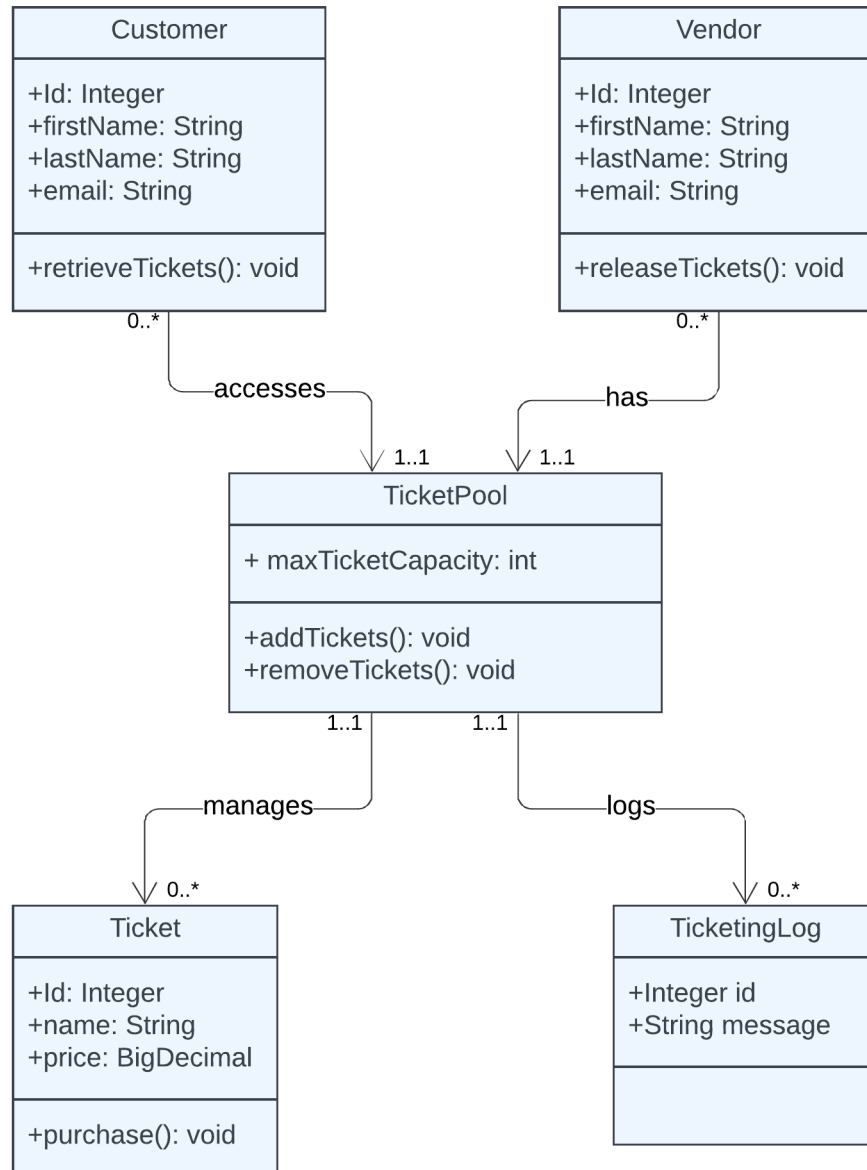 Customer
+Id: Integer
+firstName: String
+lastName: String
+email: String
+retrieveTickets(): void
Vendor
+Id: Integer
+firstName: String
+lastName: String
+email: String
+releaseTickets(): void
0..*
0..*
accesses
has
1..1
1..1
TicketPool
+ maxTicketCapacity: int
+addTickets(): void
+removeTickets(): void
1..1
1..1
manages
logs
0..*
0..*
Ticket
+Id: Integer
+name: String
+price: BigDecimal
+purchase(): void
TicketingLog
+Integer id
+String message